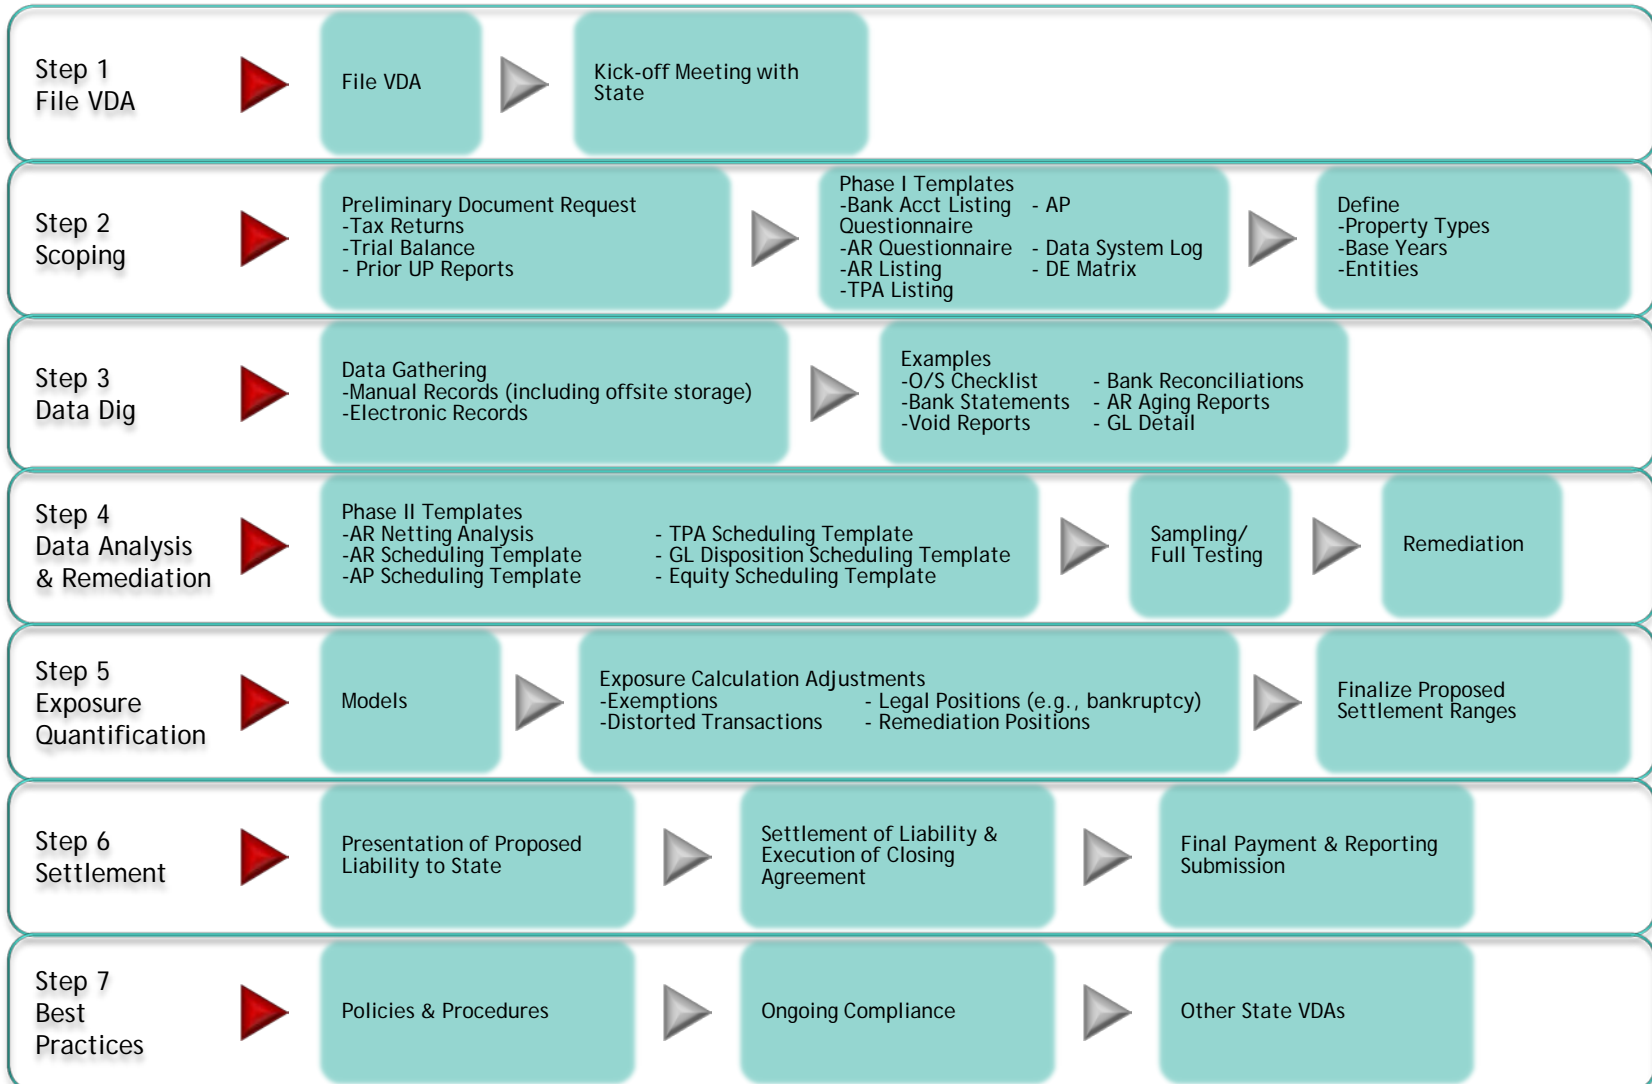 Step 1
File VDA
File VDA
Kick-off Meeting with
State
Step 2
Scoping
Preliminary Document Request
-Tax Returns
-Trial Balance
- Prior UP Reports
Phase I Templates
-Bank Acct Listing - AP
Questionnaire
-AR Questionnaire - Data System Log
-AR Listing - DE Matrix
-TPA Listing
Define
-Property Types
-Base Years
-Entities
Step 3
Data Dig
Data Gathering
-Manual Records (including offsite storage)
-Electronic Records
Examples
-O/S Checklist - Bank Reconciliations
-Bank Statements - AR Aging Reports
-Void Reports - GL Detail
Step 4
Data Analysis
& Remediation
Phase II Templates
-AR Netting Analysis - TPA Scheduling Template
-AR Scheduling Template - GL Disposition Scheduling Template
-AP Scheduling Template - Equity Scheduling Template
Sampling/
Full Testing
Remediation
Step 5
Exposure
Quantification
Models
Exposure Calculation Adjustments
-Exemptions - Legal Positions (e.g., bankruptcy)
-Distorted Transactions - Remediation Positions
Finalize Proposed
Settlement Ranges
Step 6
Settlement
Presentation of Proposed
Liability to State
Settlement of Liability &
Execution of Closing
Agreement
Final Payment & Reporting
Submission
Step 7
Best
Practices
Policies & Procedures
Ongoing Compliance
Other State VDAs